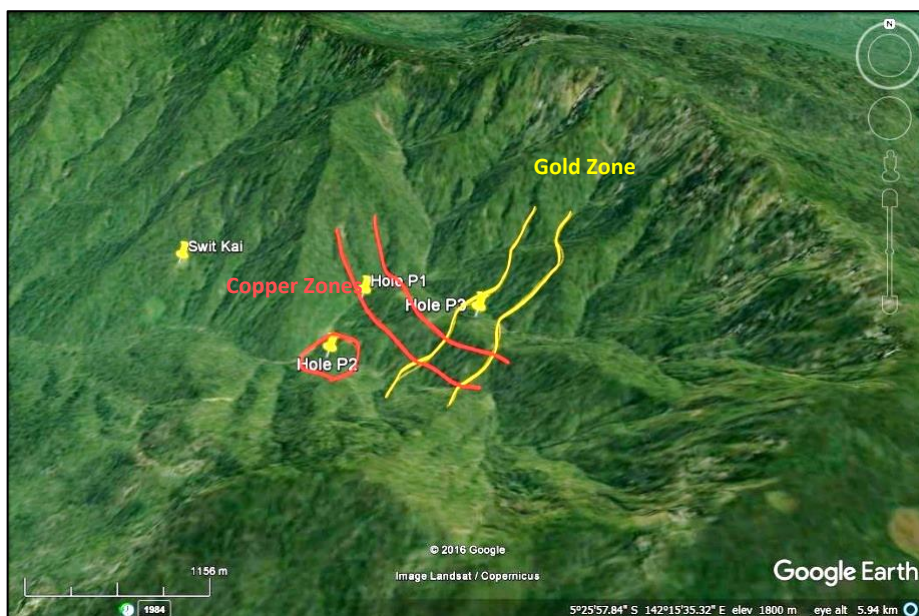 N
Gold Zone
Swit Kai
Copper Zones
Hole P1
Hole P3
Hole P2
© 2016 Google
Image Landsat / Copernicus
Google Earth
1156 m
1984
5°25'57.84" S 142°15'35.32" E elev 1800 m eye alt 5.94 km